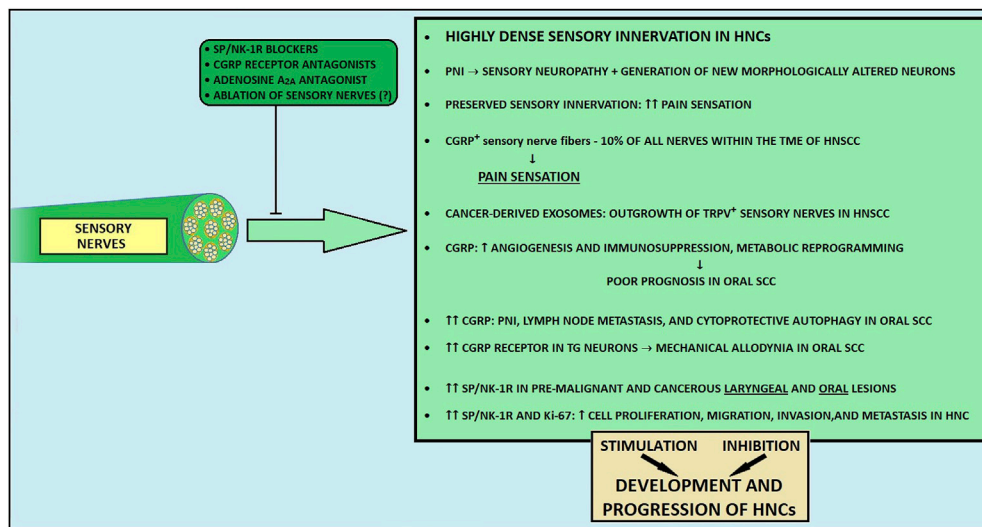 • SP/NK-1R BLOCKERS
• CGRP RECEPTOR ANTAGONISTS
• ADENOSINE A2A ANTAGONIST
• ABLATION OF SENSORY NERVES (?)
SENSORY
NERVES
• HIGHLY DENSE SENSORY INNERVATION IN HNCs
• PNI → SENSORY NEUROPATHY + GENERATION OF NEW MORPHOLOGICALLY ALTERED NEURONS
• PRESERVED SENSORY INNERVATION: ↑↑ PAIN SENSATION
• CGRP+ sensory nerve fibers - 10% OF ALL NERVES WITHIN THE TME OF HNSCC
↓
PAIN SENSATION
• CANCER-DERIVED EXOSOMES: OUTGROWTH OF TRPV+ SENSORY NERVES IN HNSCC
• CGRP: ↑ ANGIOGENESIS AND IMMUNOSUPPRESSION, METABOLIC REPROGRAMMING
↓
POOR PROGNOSIS IN ORAL SCC
• ↑↑ CGRP: PNI, LYMPH NODE METASTASIS, AND CYTOPROTECTIVE AUTOPHAGY IN ORAL SCC
• ↑↑ CGRP RECEPTOR IN TG NEURONS → MECHANICAL ALLODYNIA IN ORAL SCC
• ↑↑ SP/NK-1R IN PRE-MALIGNANT AND CANCEROUS LARYNGEAL AND ORAL LESIONS
• ↑↑ SP/NK-1R AND Ki-67: ↑ CELL PROLIFERATION, MIGRATION, INVASION,AND METASTASIS IN HNC
STIMULATION INHIBITION
DEVELOPMENT AND
PROGRESSION OF HNCs